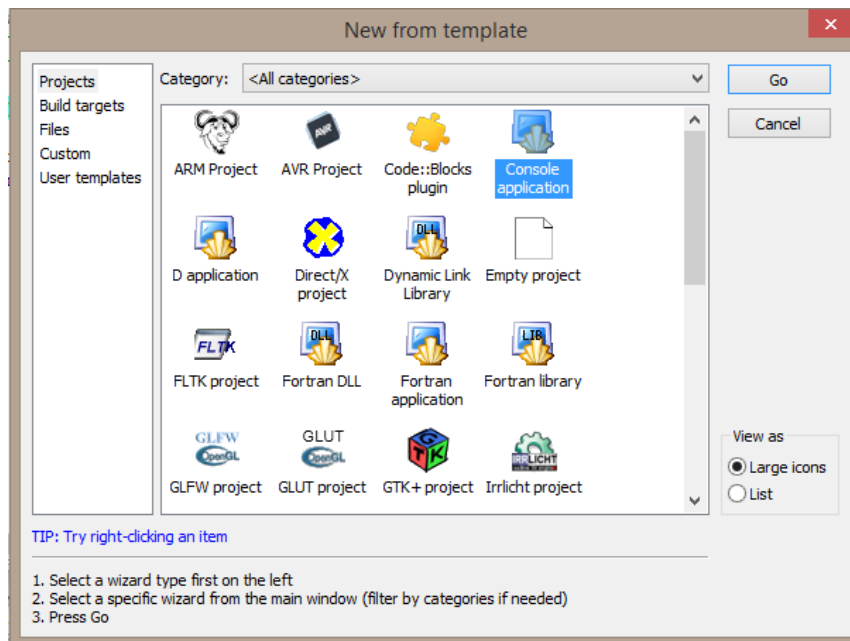 New from template
Projects
Build targets
Files
Custom
User templates
Category: <All categories>
Go
Cancel
AVR
ARM Project AVR Project Code::Blocks plugin Console application
DLL
D application Direct/X project Dynamic Link Library Empty project
FLTK DLL LIB
FLTK project Fortran DLL Fortran application Fortran library
GLFW OpenGL GLUT OpenGL GTK IRRLICHT
GLFW project GLUT project GTK+ project Irrlicht project
View as
Large icons
List
TIP: Try right-clicking an item
1. Select a wizard type first on the left
2. Select a specific wizard from the main window (filter by categories if needed)
3. Press Go